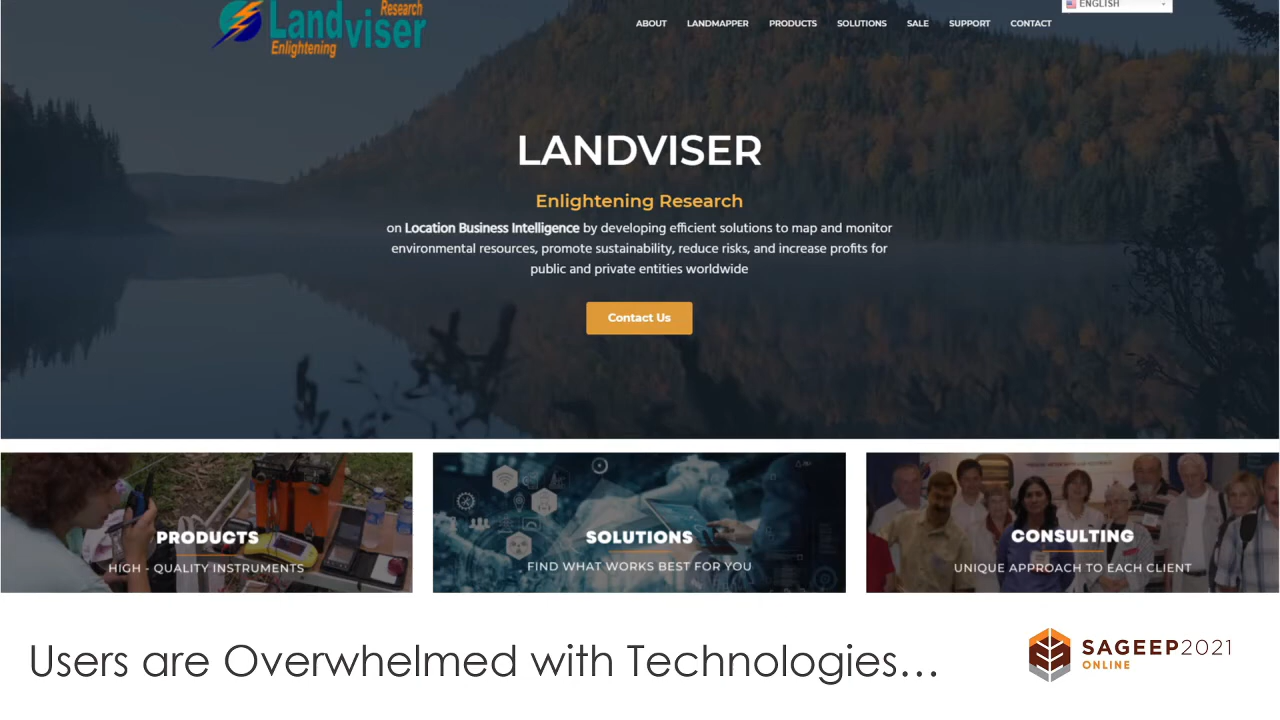 Research
Landviser
Enlightening
ABOUT LANDMAPPER PRODUCTS SOLUTIONS SALE SUPPORT CONTACT
ENGLISH
LANDVISER
Enlightening Research
on Location Business Intelligence by developing efficient solutions to map and monitor
environmental resources, promote sustainability, reduce risks, and increase profits for
public and private entities worldwide
Contact Us
PRODUCTS
HIGH - QUALITY INSTRUMENTS
SOLUTIONS
FIND WHAT WORKS BEST FOR YOU
CONSULTING
UNIQUE APPROACH TO EACH CLIENT
Users are Overwhelmed with Technologies...
SAGEEP2021
ONLINE